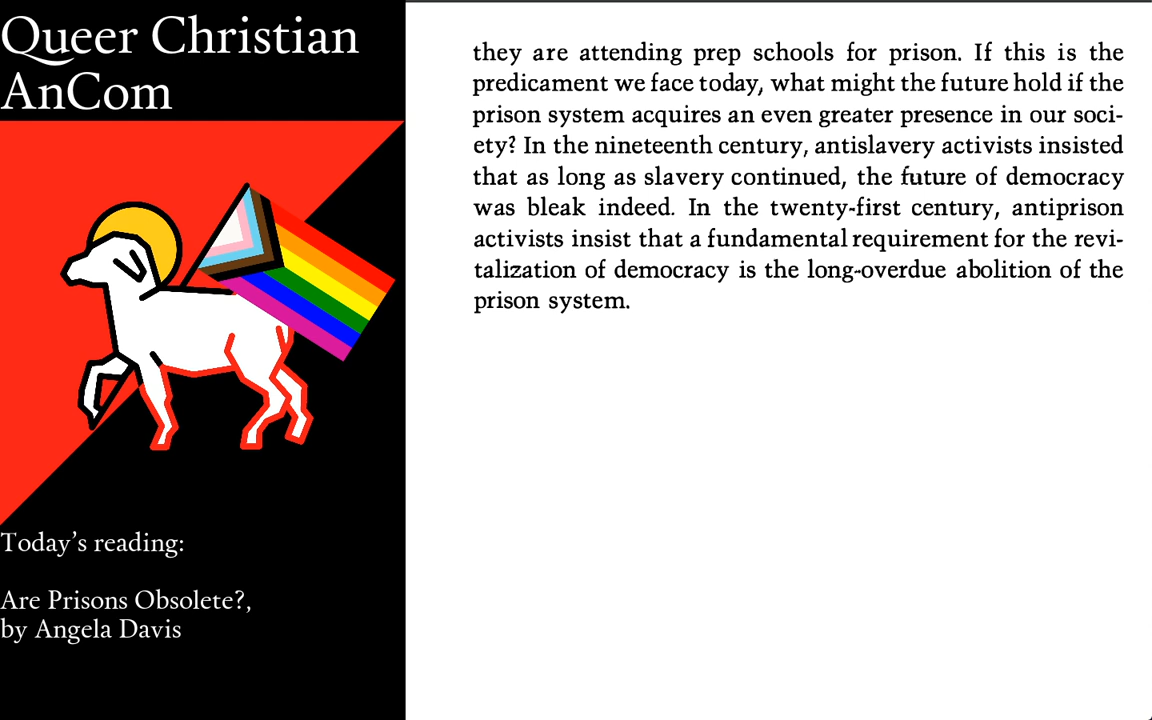 Queer Christian
AnCom
Today's reading:
Are Prisons Obsolete?,
by Angela Davis
they are attending prep schools for prison. If this is the
predicament we face today, what might the future hold if the
prison system acquires an even greater presence in our soci-
ety? In the nineteenth century, antislavery activists insisted
that as long as slavery continued, the future of democracy
was bleak indeed. In the twenty-first century, antiprison
activists insist that a fundamental requirement for the revi-
talization of democracy is the long-overdue abolition of the
prison system.